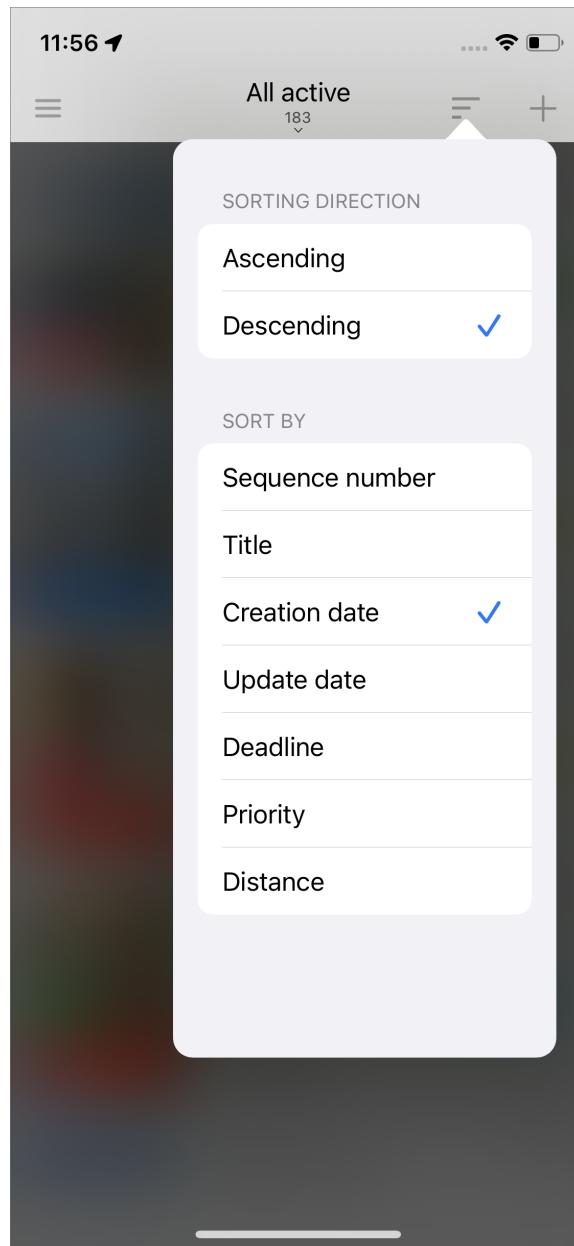 11:56
All active
183
SORTING DIRECTION
Ascending
Descending
SORT BY
Sequence number
Title
Creation date
Update date
Deadline
Priority
Distance